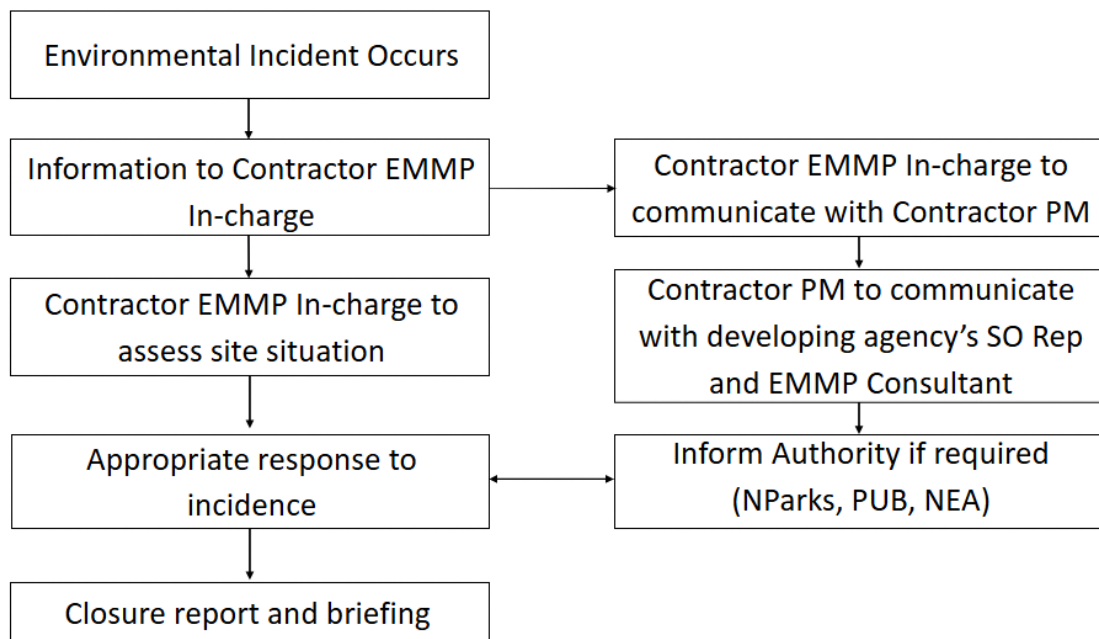 Environmental Incident Occurs
Information to Contractor EMMP
In-charge
Contractor EMMP In-charge to
communicate with Contractor PM
Contractor EMMP In-charge to
assess site situation
Contractor PM to communicate
with developing agency’s SO Rep
and EMMP Consultant
Appropriate response to
incidence
Inform Authority if required
(NParks, PUB, NEA)
Closure report and briefing